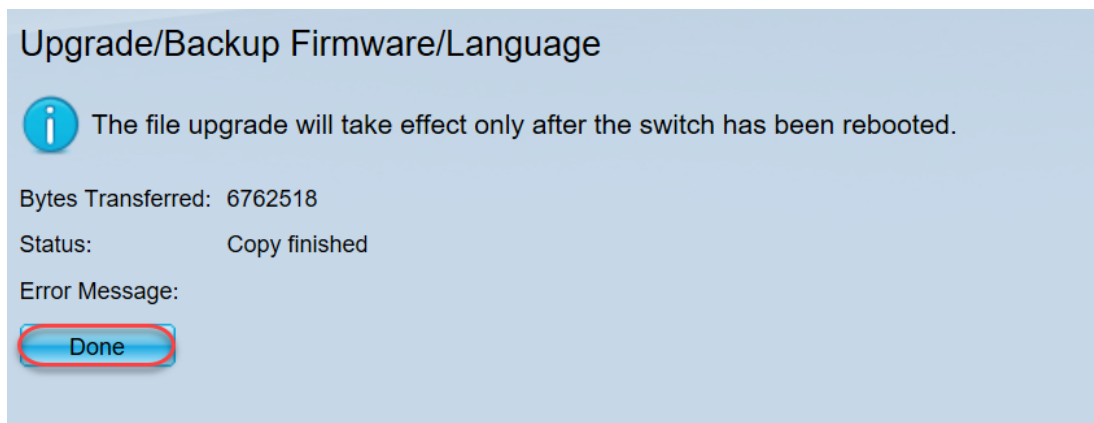 Upgrade/Backup Firmware/Language
i The file upgrade will take effect only after the switch has been rebooted.
Bytes Transferred: 6762518
Status: Copy finished
Error Message:
Done